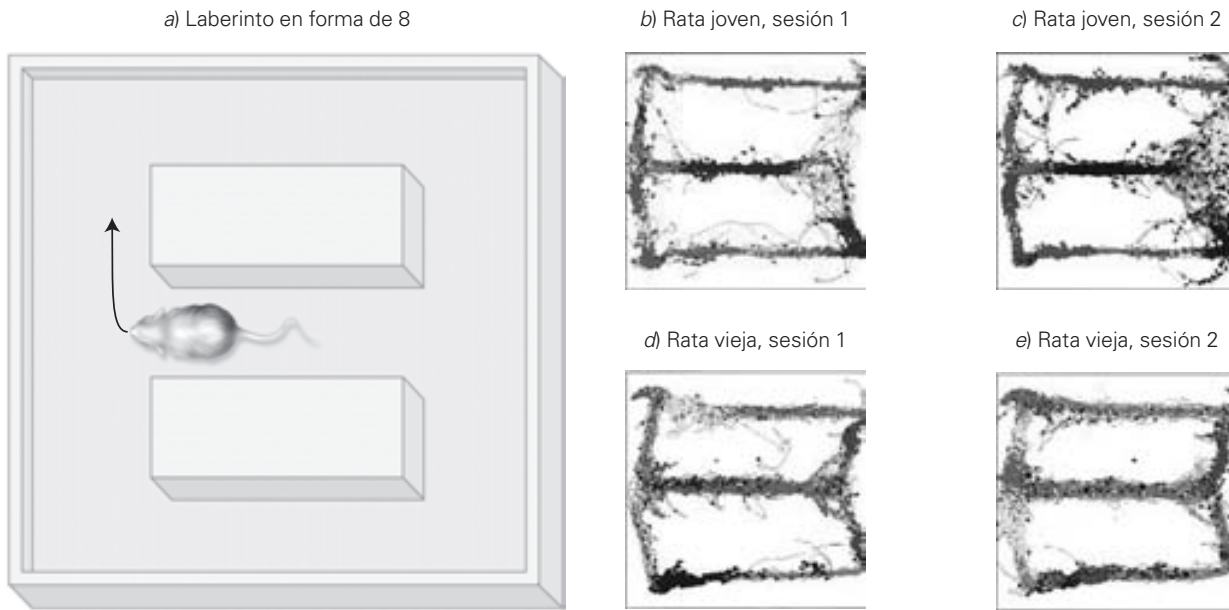 a) Laberinto en forma de 8
b) Rata joven, sesión 1
c) Rata joven, sesión 2
d) Rata vieja, sesión 1
e) Rata vieja, sesión 2